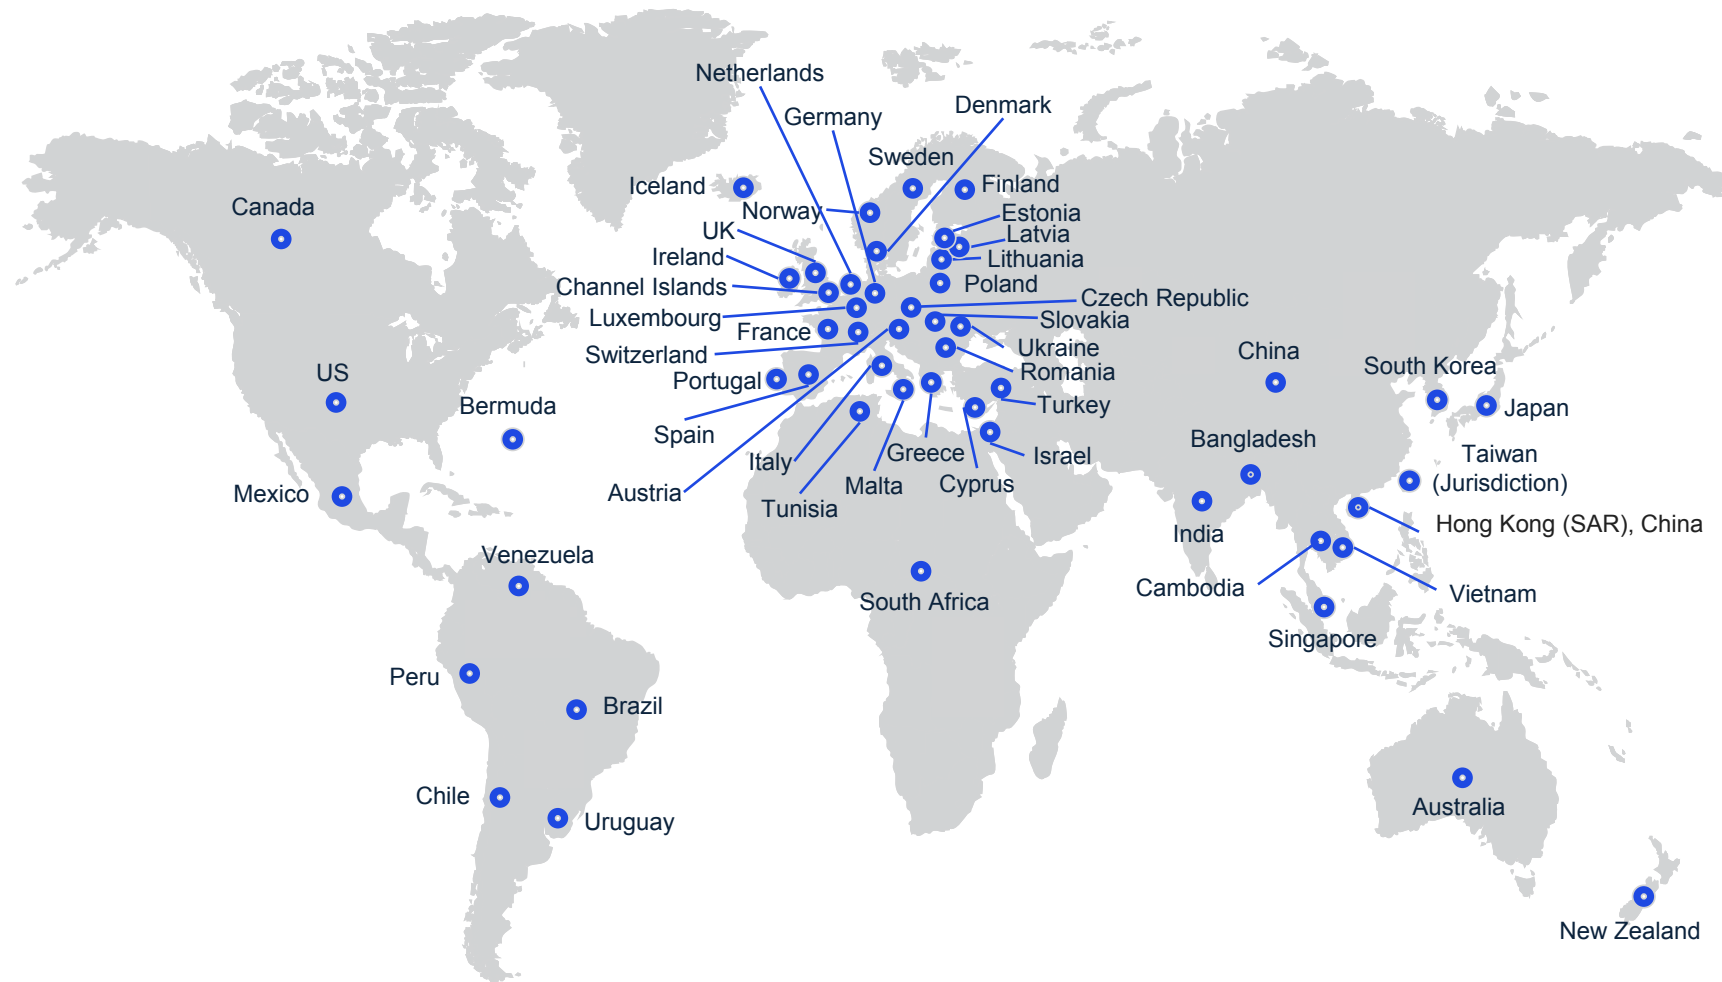 Netherlands
Denmark
Germany
Sweden
Iceland
Finland
Canada
Norway
Estonia
UK
Latvia
Ireland
Lithuania
Channel Islands
Poland
Czech Republic
Luxembourg
Slovakia
France
Switzerland
Ukraine
China
South Korea
US
Portugal
Romania
Bermuda
Turkey
Japan
Spain
Bangladesh
Italy
Greece
Israel
Taiwan
(Jurisdiction)
Austria
Malta
Cyprus
Mexico
Tunisia
India
Hong Kong (SAR), China
Venezuela
Cambodia
Vietnam
South Africa
Singapore
Peru
Brazil
Chile
Uruguay
Australia
New Zealand